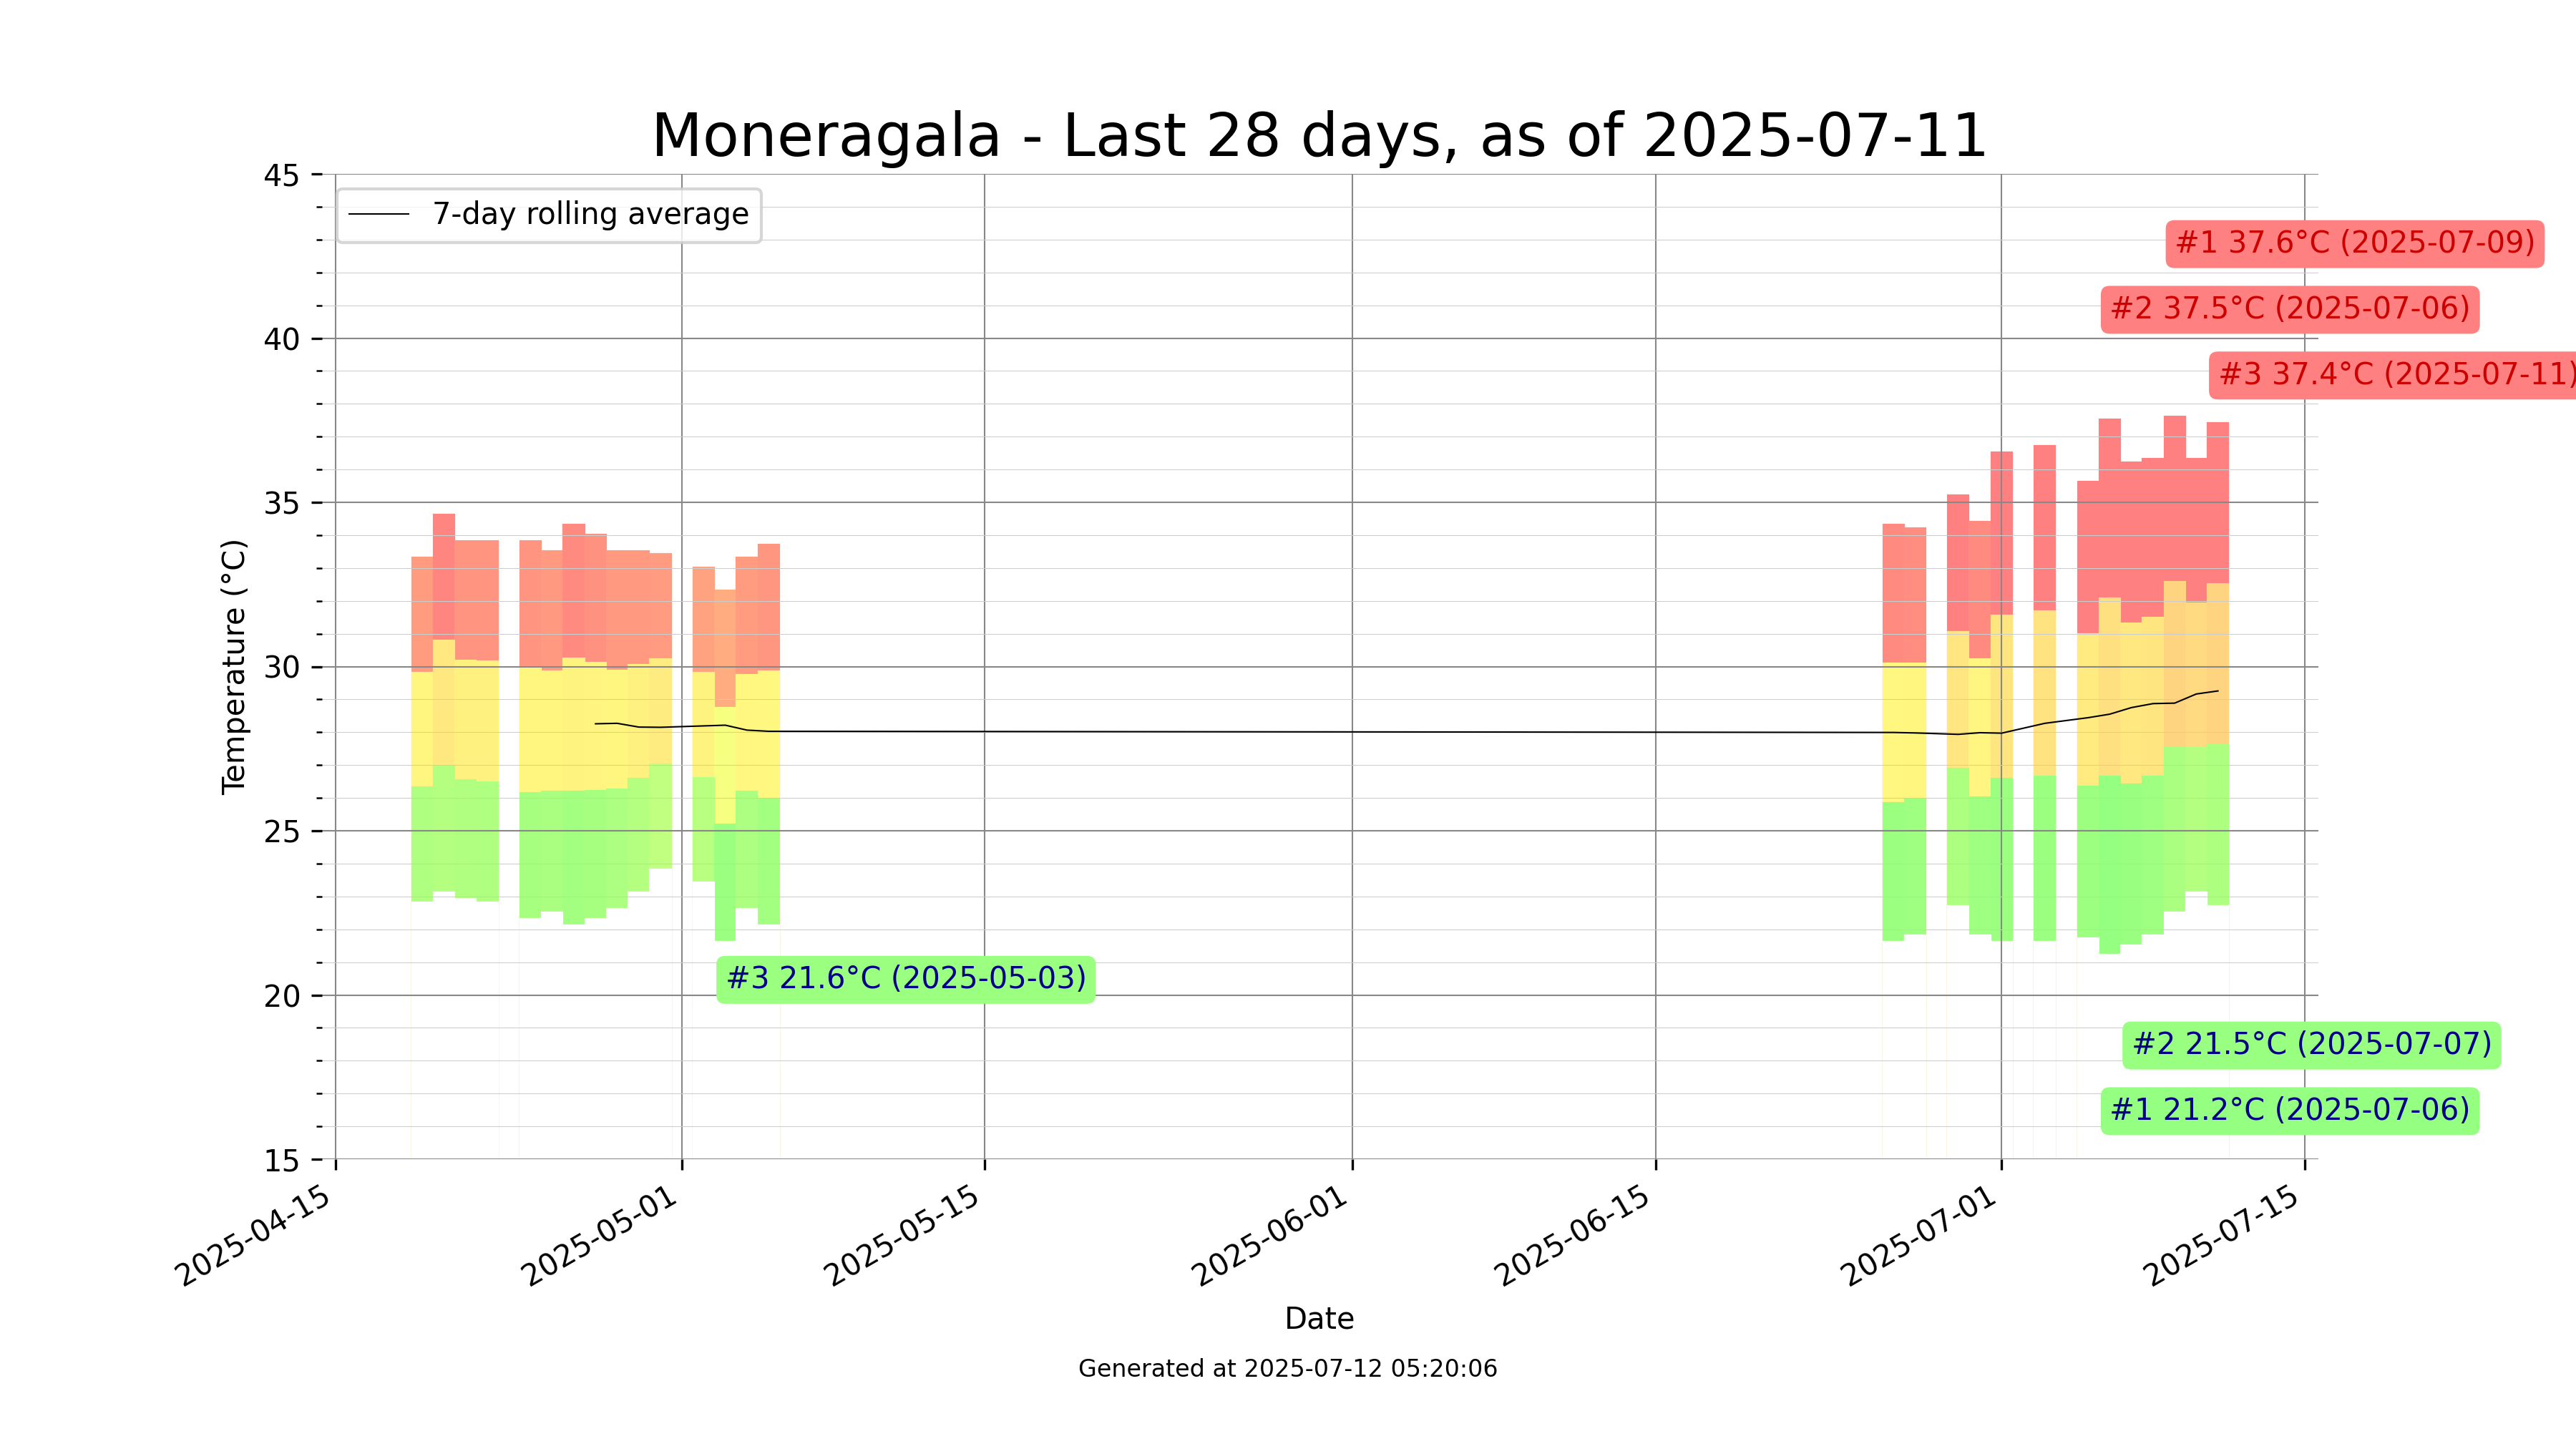 Moneragala - Last 28 days, as of 2025-07-11
45
7-day rolling average
#1 37.6°C (2025-07-09)
#2 37.5°C (2025-07-06)
40
#3 37.4°C (2025-07-11)
35
30
Temperature (°C)
25
#3 21.6°C (2025-05-03)
20
#2 21.5°C (2025-07-07)
#1 21.2°C (2025-07-06)
15
2025-04-15
2025-05-01
2025-05-15
2025-06-01
2025-06-15
2025-07-01
2025-07-15
Date
Generated at 2025-07-12 05:20:06